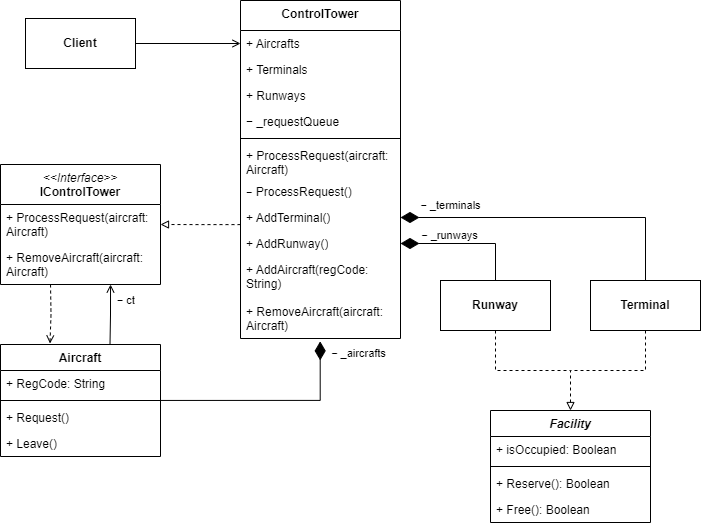 Client
ControlTower
+ Aircrafts
+ Terminals
+ Runways
− _requestQueue
+ ProcessRequest(aircraft:
Aircraft)
− ProcessRequest()
+ AddTerminal()
+ AddRunway()
+ AddAircraft(regCode:
String)
+ RemoveAircraft(aircraft:
Aircraft)
<<Interface>>
IControlTower
+ ProcessRequest(aircraft:
Aircraft)
+ RemoveAircraft(aircraft:
Aircraft)
− ct
− _terminals
− _runways
− _aircrafts
Runway
Terminal
Aircraft
+ RegCode: String
+ Request()
+ Leave()
Facility
+ isOccupied: Boolean
+ Reserve(): Boolean
+ Free(): Boolean